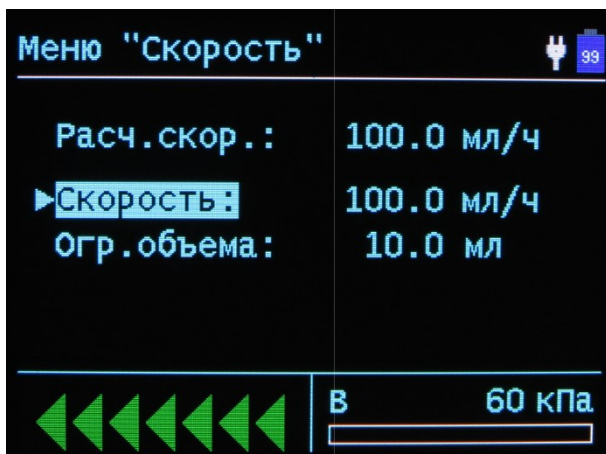 Меню "Скорость"
99
Расч.скор.: 100.0 мл/ч
Скорость: 100.0 мл/ч
Огр.объема: 10.0 мл
В 60 кПа